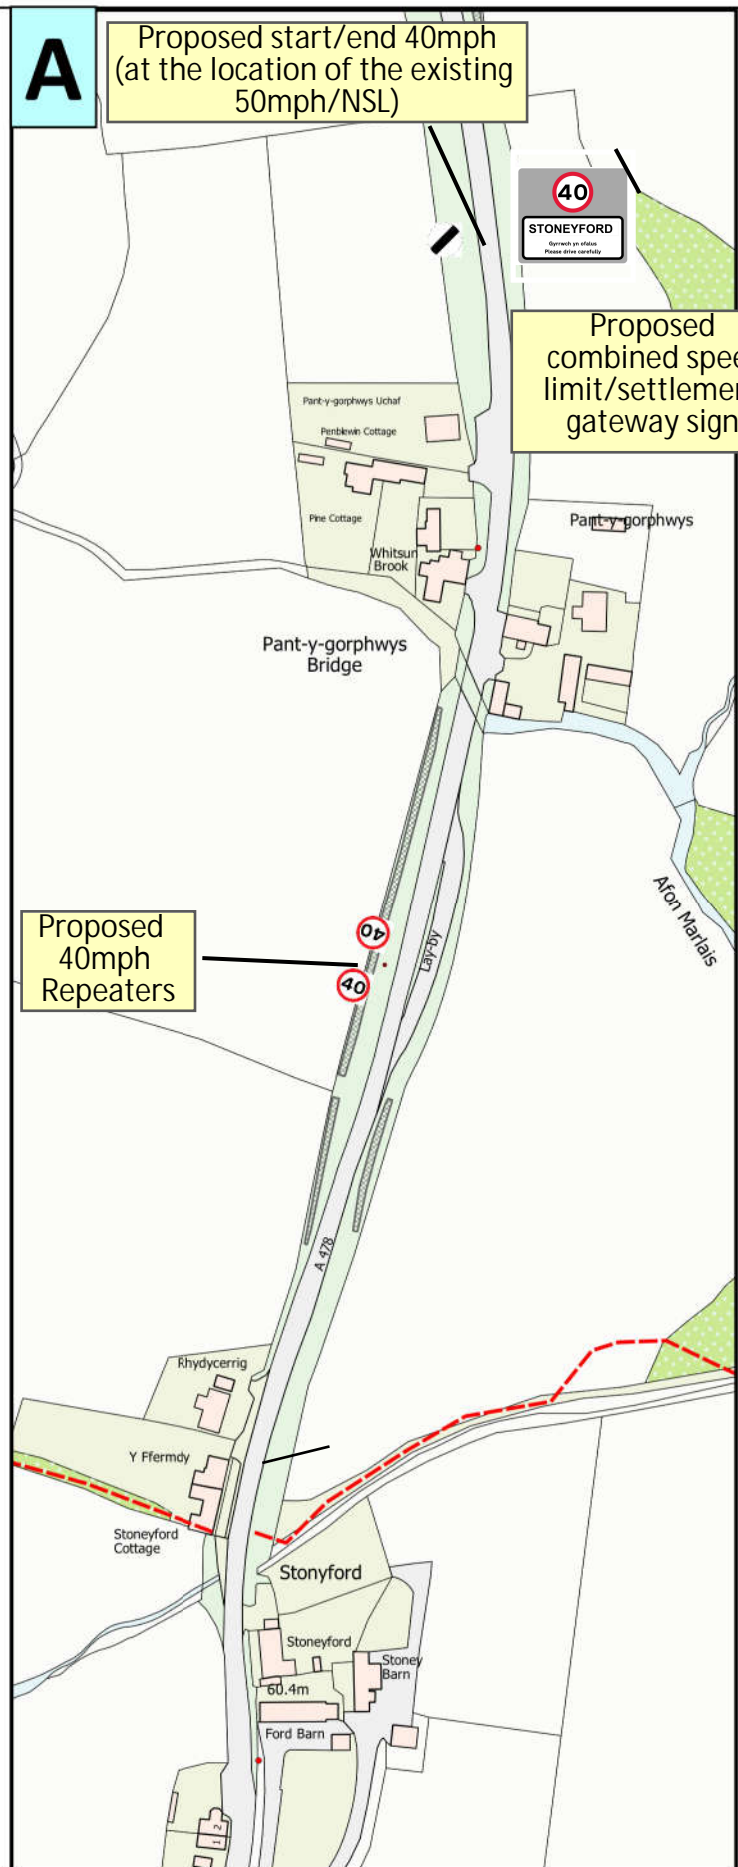 A
Proposed start/end 40mph
(at the location of the existing
50mph/NSL)
40
STONEYFORD
Gyrrwch yn ofalus
Please drive carefully
Proposed
combined spee
limit/settlemen
gateway sign
Pant-y-gorphwys Uchaf
Penblewin Cottage
Pine Cottage
Whitsun
Brook
Pant-y-gorphwys
Pant-y-gorphwys
Bridge
Afon Marlais
Proposed
40mph
Repeaters
40
40
Lay-by
A 478
Rhydycerrig
Y Ffermdy
Stoneyford
Cottage
Stonyford
Stoneyford
Stoney
Barn
60.4m
Ford Barn
1 2